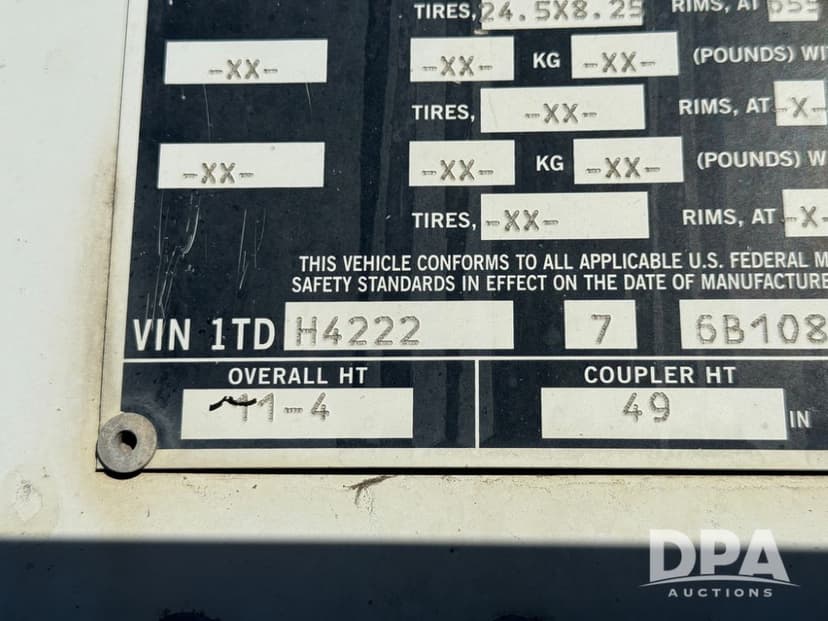 TIRES, 24.5X8.25 RIMS, AT
-XX- -XX- KG -XX- (POUNDS)
TIRES, -XX- RIMS, AT -X-
-XX- -XX- KG -XX- (POUNDS)
TIRES, -XX- RIMS, AT -X-
THIS VEHICLE CONFORMS TO ALL APPLICABLE U.S. FEDERAL M
SAFETY STANDARDS IN EFFECT ON THE DATE OF MANUFACTURE
VIN 1TD H4222 7 6B108
OVERALL HT COUPLER HT
11-4 49 IN
DPA
AUCTIONS